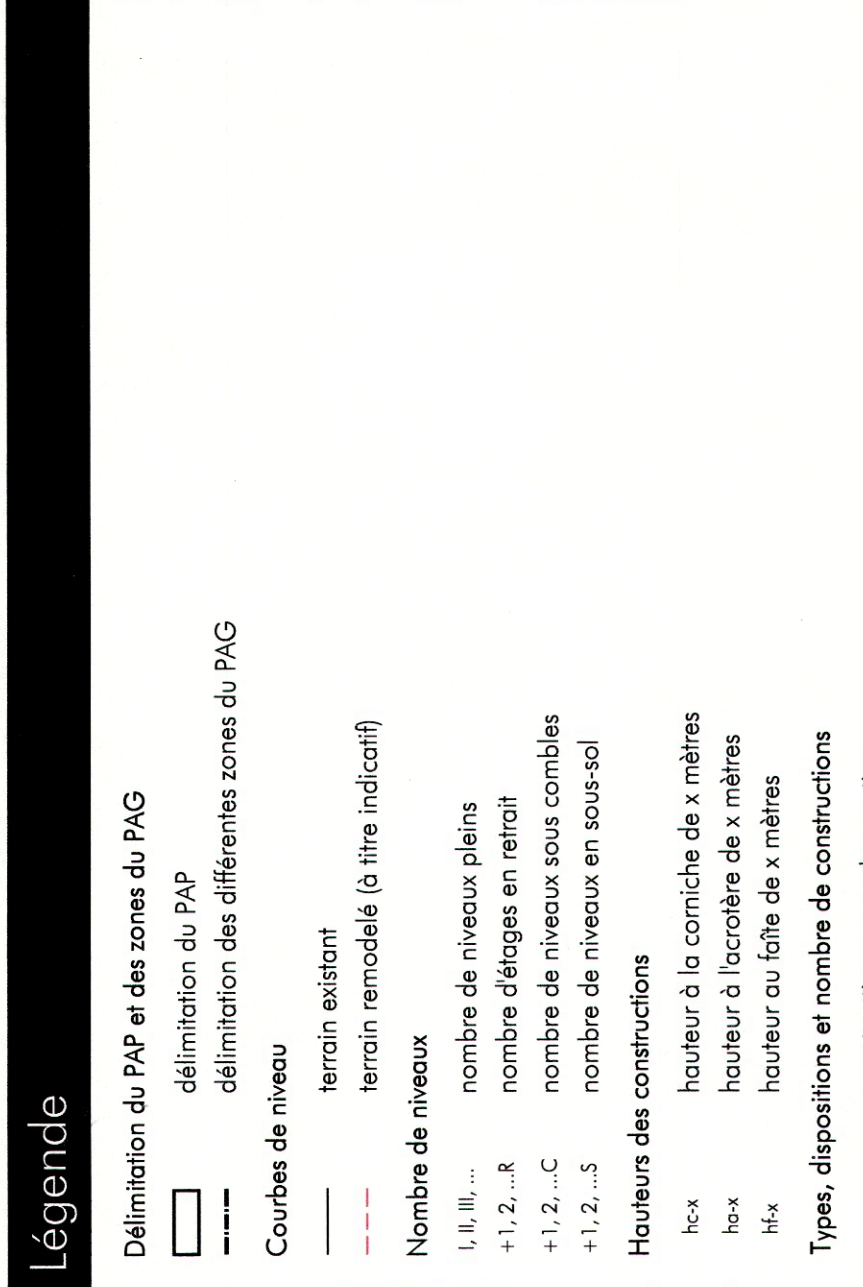 Légende
Délimitation du PAP et des zones du PAG
délimitation du PAP
délimitation des différentes zones du PAG
Courbes de niveau
terrain existant
terrain remodelé (à titre indicatif)
Nombre de niveaux
I, II, III, ... nombre de niveaux pleins
+1, 2, ...R nombre d'étages en retrait
+1, 2, ...C nombre de niveaux sous combles
+1, 2, ...S nombre de niveaux en sous-sol
Hauteurs des constructions
hc-x hauteur à la corniche de x mètres
ha-x hauteur à l'acrotère de x mètres
hf-x hauteur au faîte de x mètres
Types, dispositions et nombre de constructions